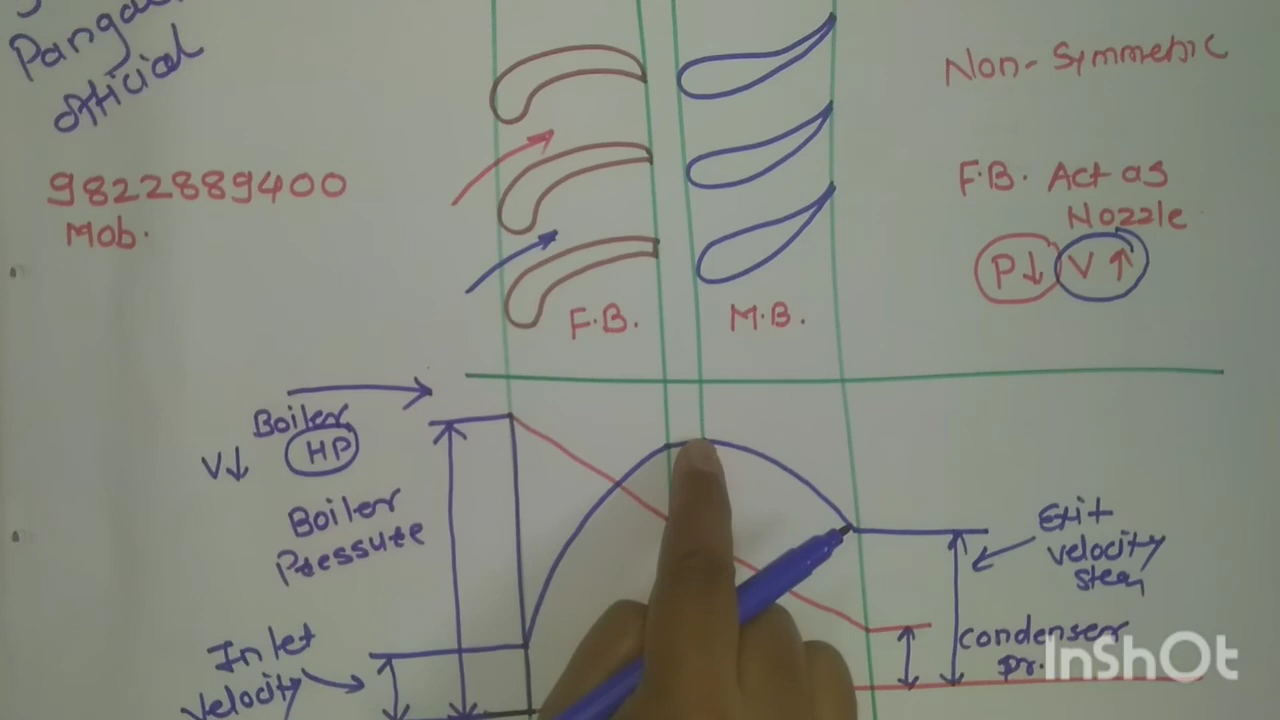 Official
9822889400
Mob.
Non-Symmetric
F.B. Act as
Nozzle
P↓ V↑
F.B.
M.B.
Boiler
V↓ HP
Boiler
Pressure
Inlet
velocity
Exit
velocity
steam
Condenser
pr.
InShOt